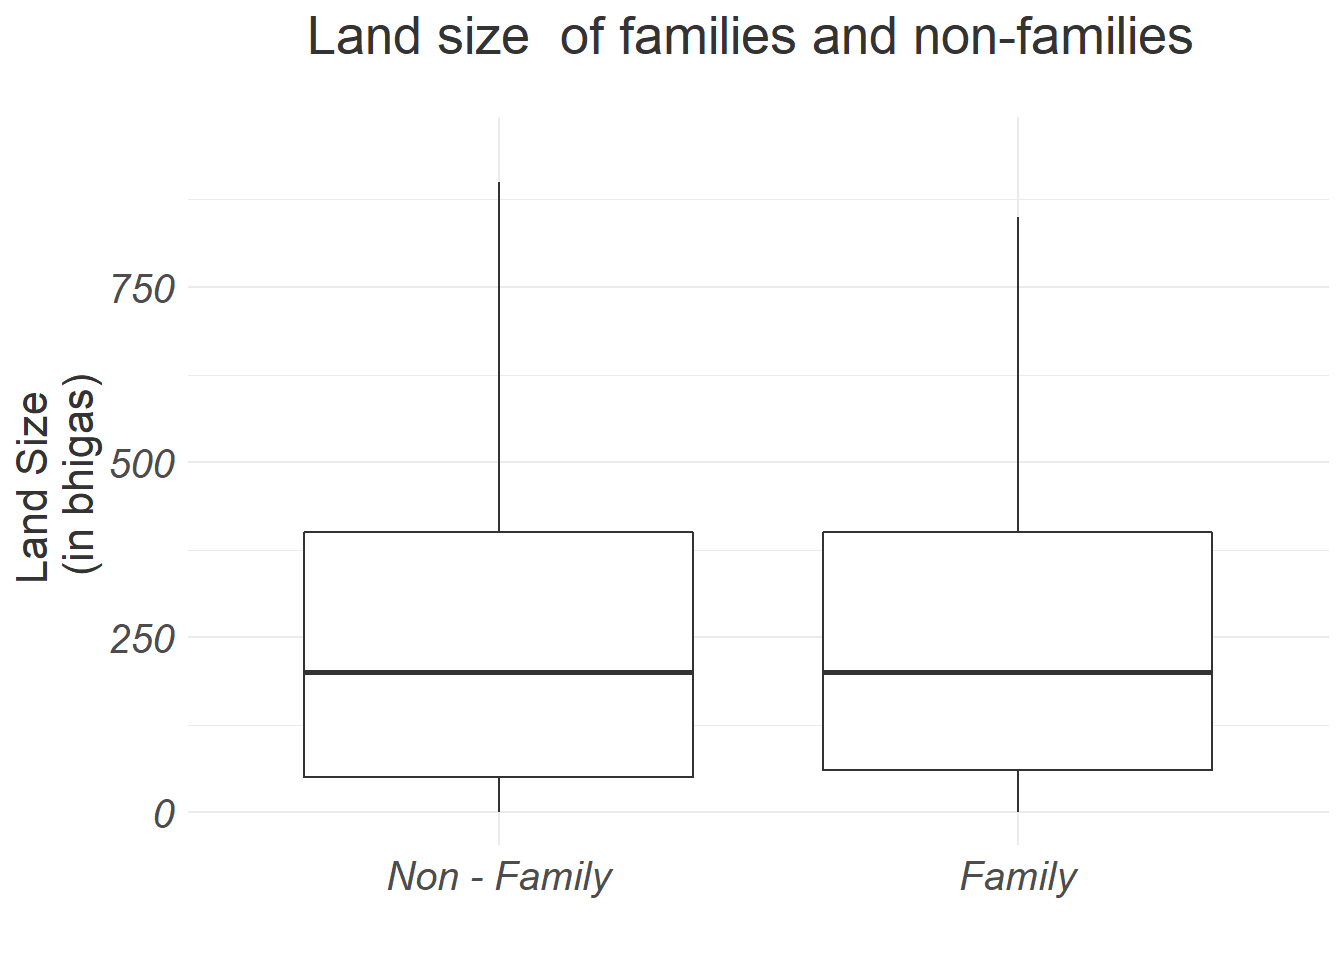 Land size  of families and non-families
Land Size
(in bhigas)
750
500
250
0
Non - Family
Family